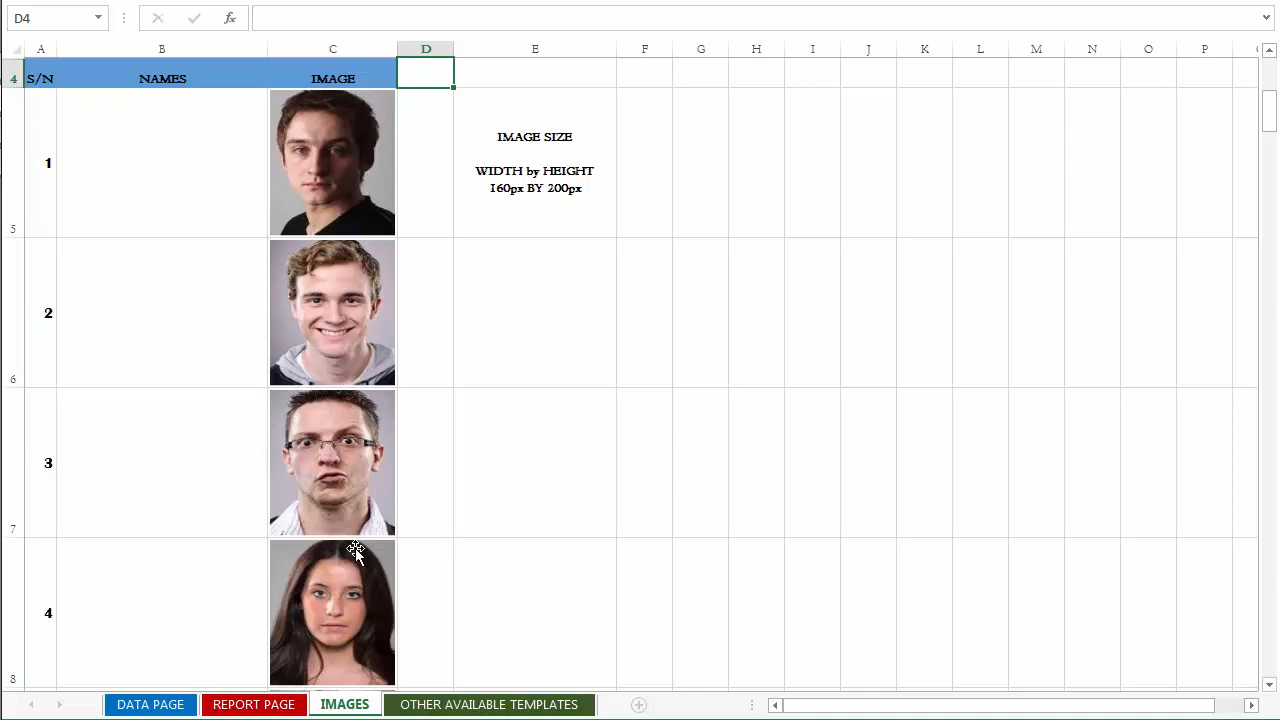 D4
fx
A B C D E F G H I J K L M N O P
4 S/N NAMES IMAGE
IMAGE SIZE
WIDTH by HEIGHT
160px BY 200px
1
5
2
6
3
7
4
8
DATA PAGE REPORT PAGE IMAGES OTHER AVAILABLE TEMPLATES